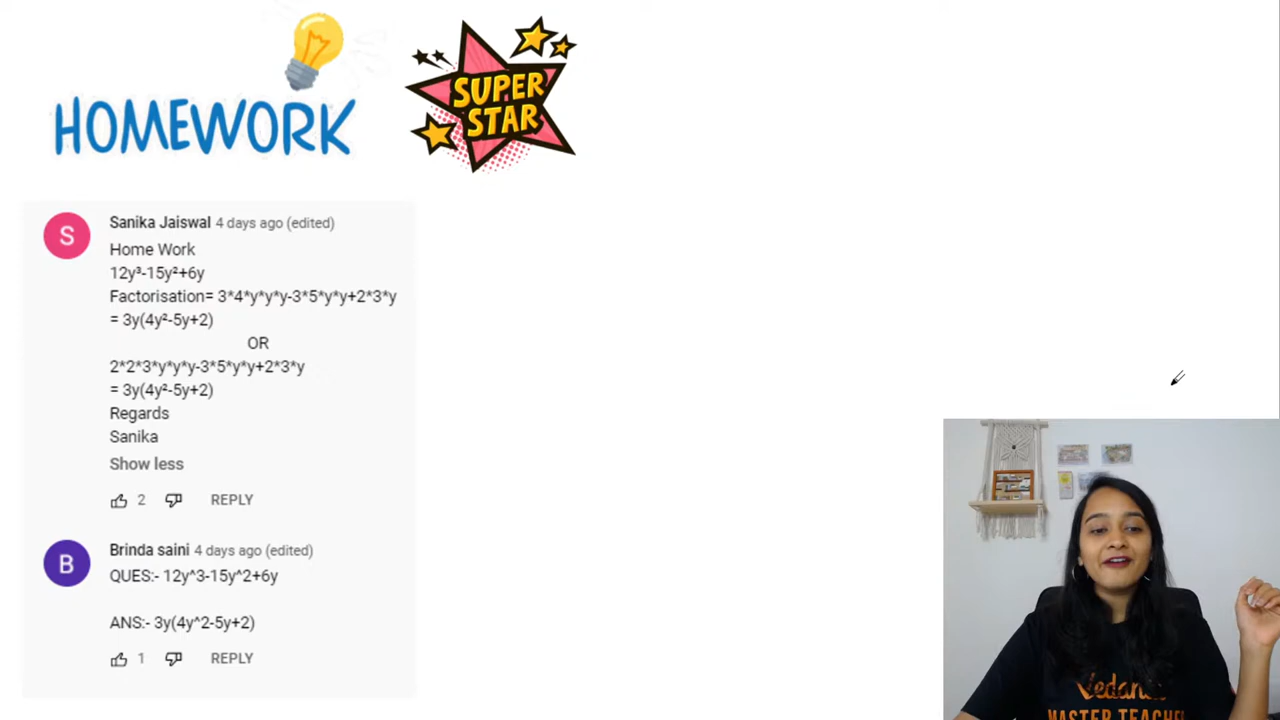 HOMEWORK
SUPER
STAR
S
Sanika Jaiswal 4 days ago (edited)
Home Work
12y³-15y²+6y
Factorisation= 3*4*y*y*y-3*5*y*y+2*3*y
= 3y(4y²-5y+2)
OR
2*2*3*y*y*y-3*5*y*y+2*3*y
= 3y(4y²-5y+2)
Regards
Sanika
Show less
2 REPLY
B
Brinda saini 4 days ago (edited)
QUES:- 12y^3-15y^2+6y
ANS:- 3y(4y^2-5y+2)
1 REPLY
MASTER